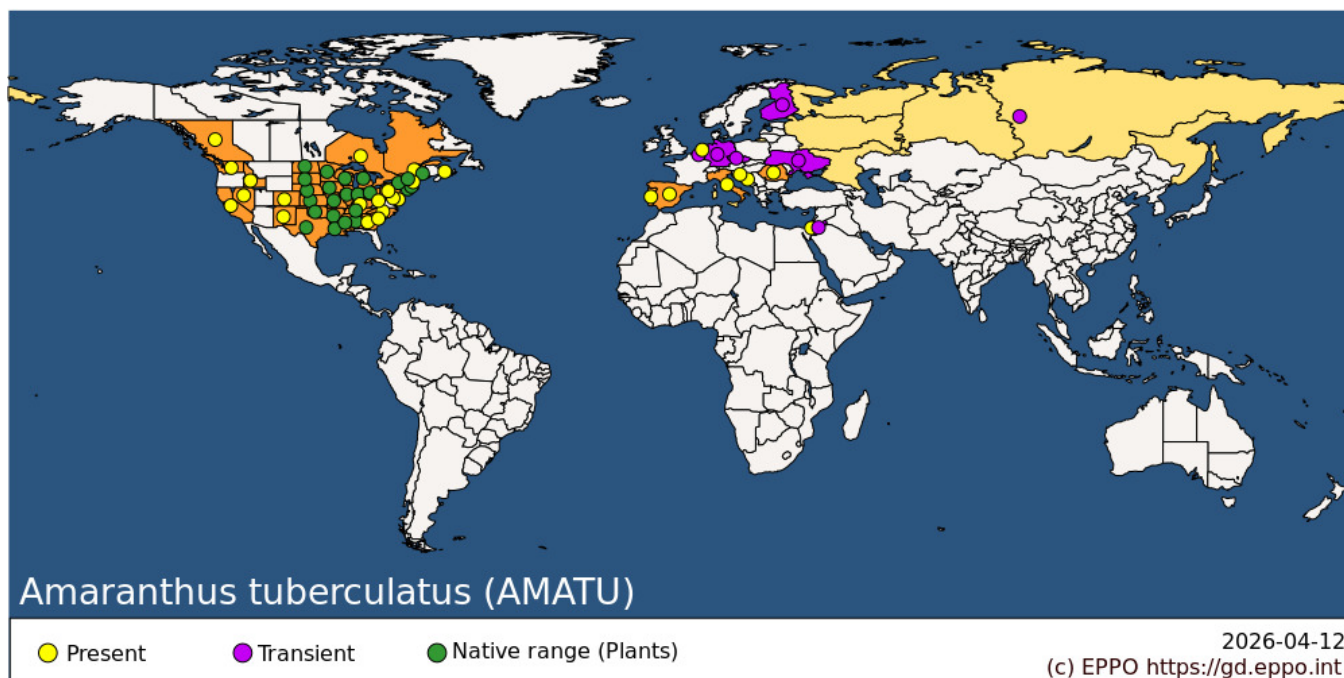 Amaranthus tuberculatus (AMATU)
Present
Transient
Native range (Plants)
2026-04-12
(c) EPPO https://gd.eppo.int